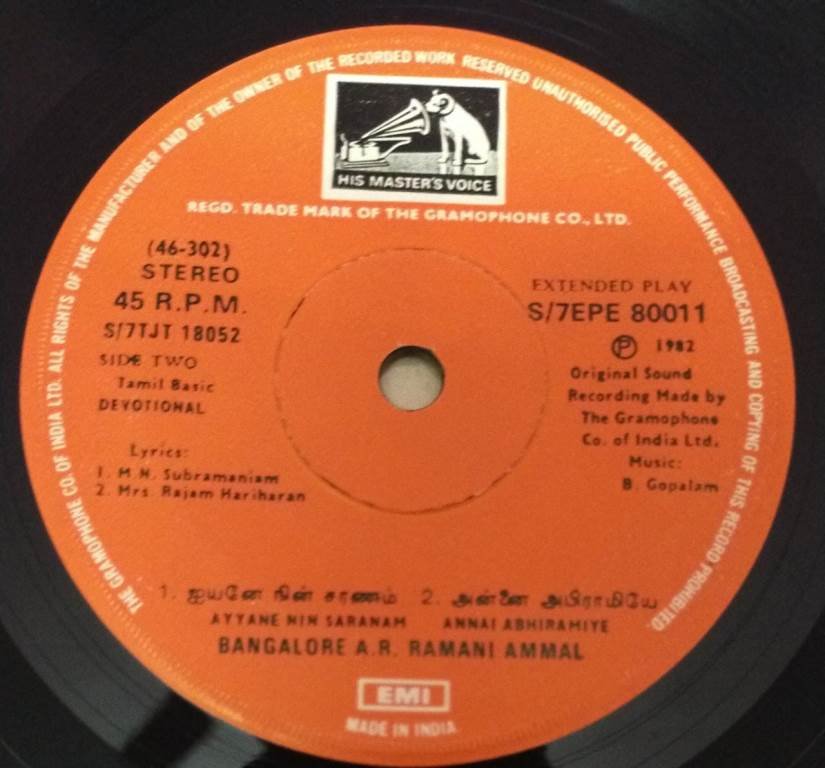 THE GRAMOPHONE CO. OF INDIA LTD. ALL RIGHTS OF THE MANUFACTURER AND OF THE OWNER OF THE RECORDED WORK RESERVED UNAUTHORISED PUBLIC PERFORMANCE BROADCASTING AND COPYING OF THIS RECORD PROHIBITED.
HIS MASTER'S VOICE
REGD. TRADE MARK OF THE GRAMOPHONE CO., LTD.
(46-302)
STEREO
45 R.P.M.
S/7TJT 18052
SIDE TWO
Tamil Basic
DEVOTIONAL
Lyrics:
1. M.N. Subramaniam
2. Mrs. Rajam Hariharan
EXTENDED PLAY
S/7EPE 80011
Ⓟ 1982
Original Sound
Recording Made by
The Gramophone
Co. of India Ltd.
Music:
B. Gopalam
1. ஐயனே நின் சரணம் 2. அன்னை அபிராமியே
AYYANE NIN SARANAM ANNAI ABHIRAMIYE
BANGALORE A.R. RAMANI AMMAL
EMI
MADE IN INDIA